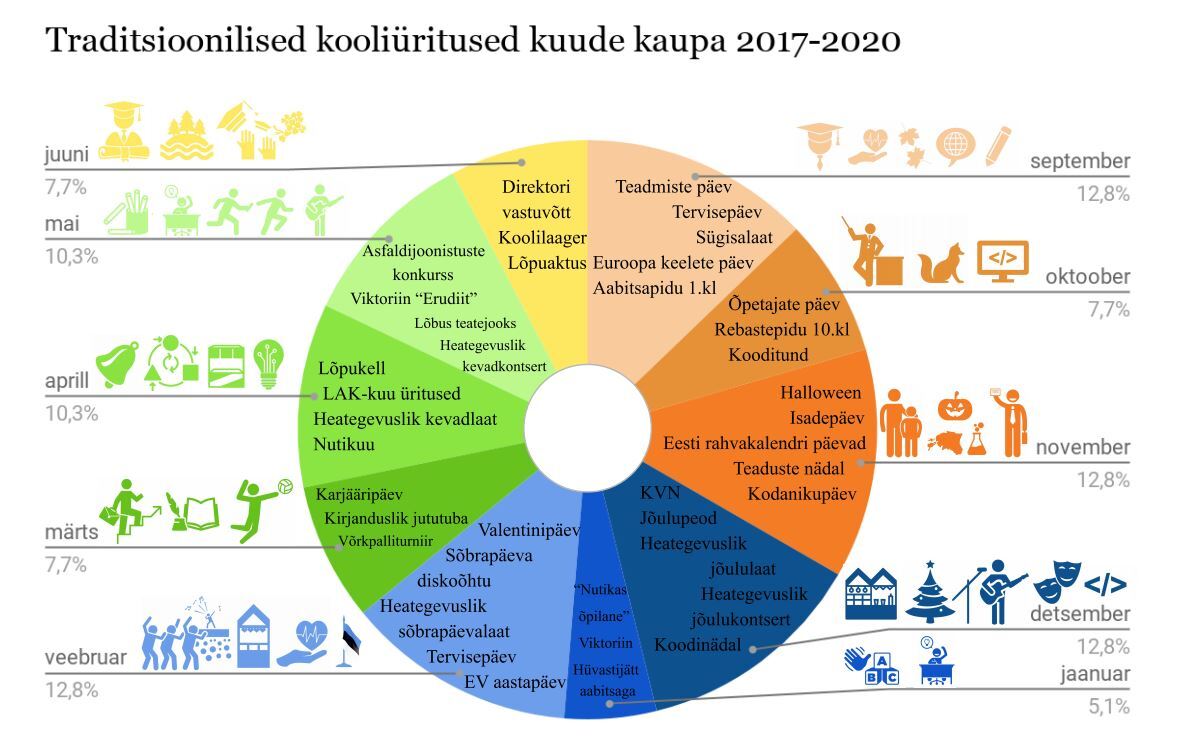 Traditsioonilised kooliüritused kuude kaupa 2017-2020
juuni
7,7%
mai
10,3%
aprill
10,3%
märts
7,7%
veebruar
12,8%
september
12,8%
oktoober
7,7%
november
12,8%
detsember
12,8%
jaanuar
5,1%
Direktori
vastuvõtt
Koolilaager
Lõpuaktus
Teadmiste päev
Tervisepäev
Sügisalaat
Euroopa keelete päev
Aabitsapidu 1.kl
Õpetajate päev
Rebastepidu 10.kl
Kooditund
Halloween
Isadepäev
Eesti rahvakalendri päevad
Teaduste nädal
Kodanikupäev
KVN
Jõulupeod
Heategevuslik
jõululaat
Heategevuslik
jõulukontsert
Koodinädal
“Nutikas
õpilane”
Viktoriin
Hüvastijätt
aabitsaga
Valentinipäev
Sõbrapäeva
diskoõhtu
Heategevuslik
sõbrapäevalaat
Tervisepäev
EV aastapäev
Karjääripäev
Kirjanduslik jututuba
Võrkpalliturniir
Lõpukell
LAK-kuu üritused
Heategevuslik kevadlaat
Nutikuu
Asfaldijoonistuste
konkurss
Viktoriin “Erudiit”
Lõbus teatejooks
Heategevuslik
kevadkontsert
</>
</>
A
B C